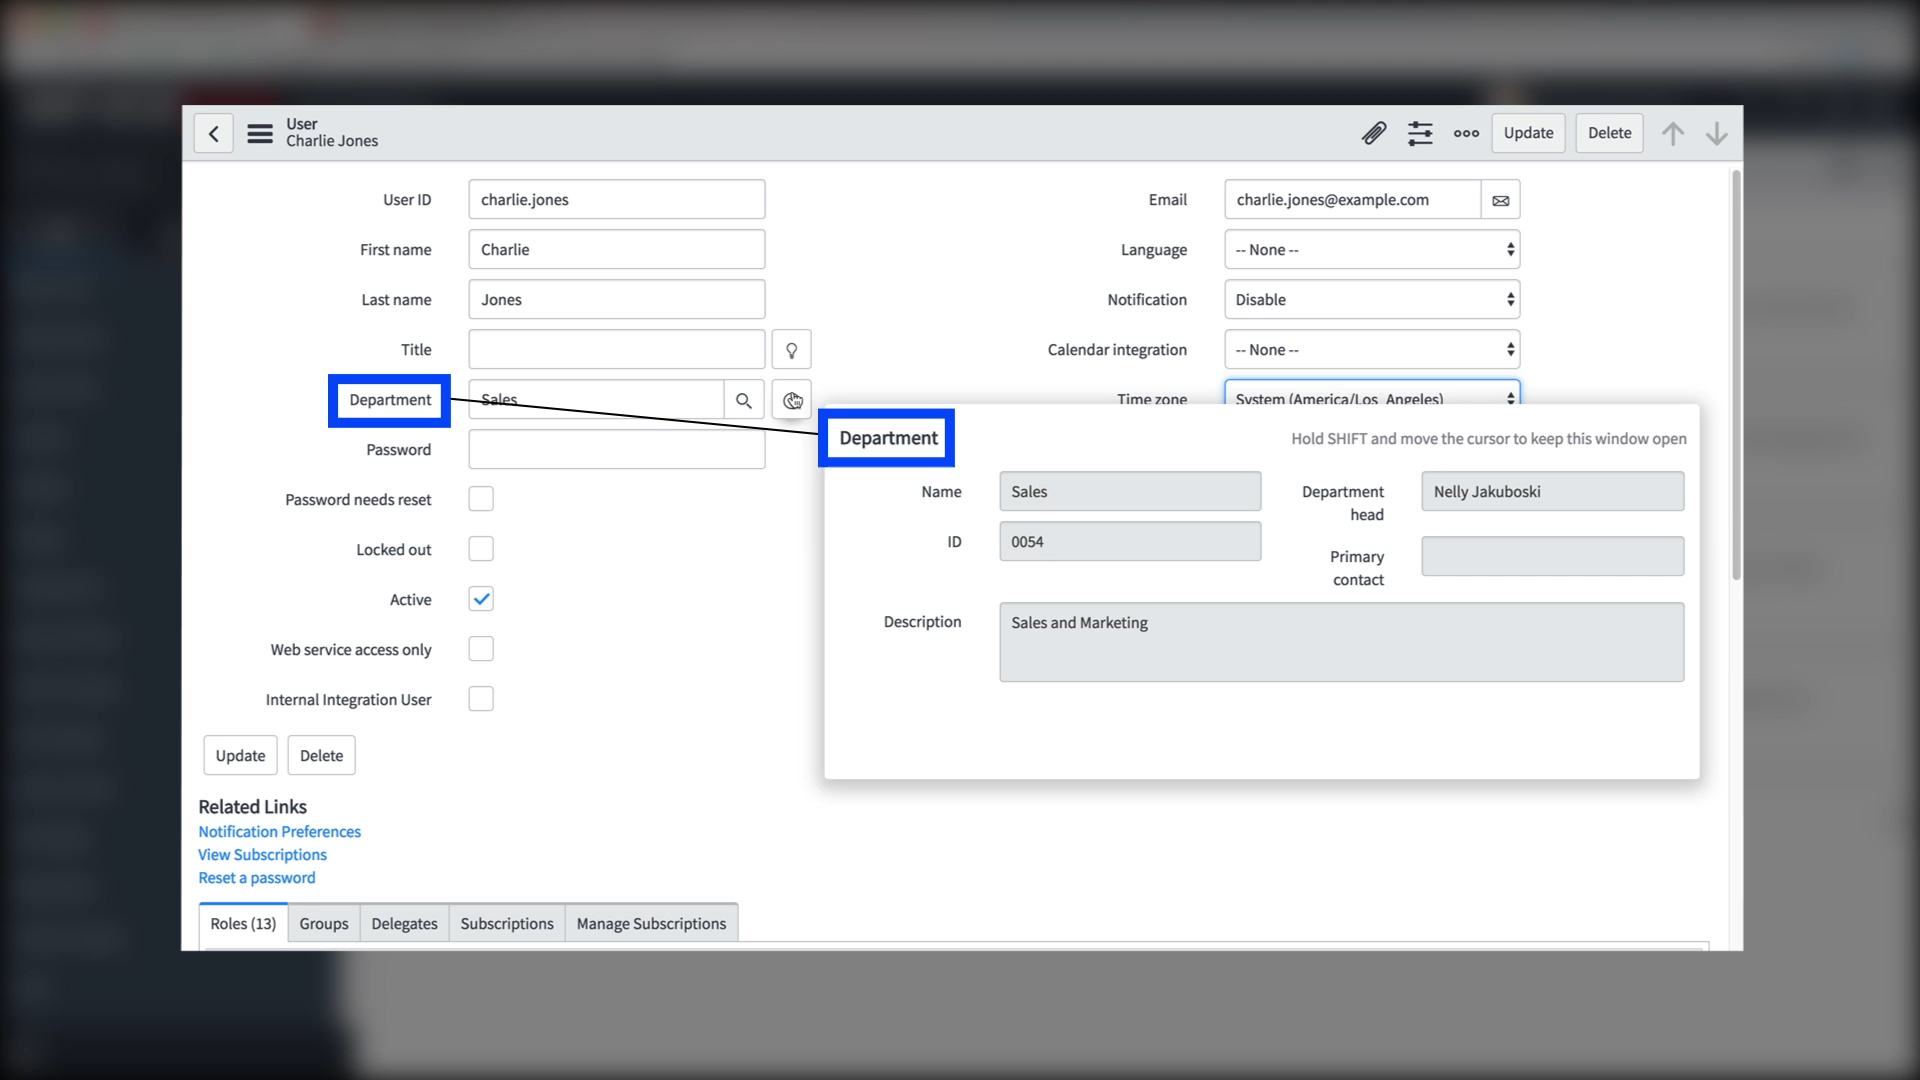 User
Charlie Jones
Update
Delete
User ID
charlie.jones
Email
charlie.jones@example.com
First name
Charlie
Language
-- None --
Last name
Jones
Notification
Disable
Title
Calendar integration
-- None --
Department
Sales
Time zone
System (America/Los_Angeles)
Password
Password needs reset
Locked out
Active
Web service access only
Internal Integration User
Department
Hold SHIFT and move the cursor to keep this window open
Name
Sales
Department
head
Nelly Jakuboski
ID
0054
Primary
contact
Description
Sales and Marketing
Update
Delete
Related Links
Notification Preferences
View Subscriptions
Reset a password
Roles (13)
Groups
Delegates
Subscriptions
Manage Subscriptions